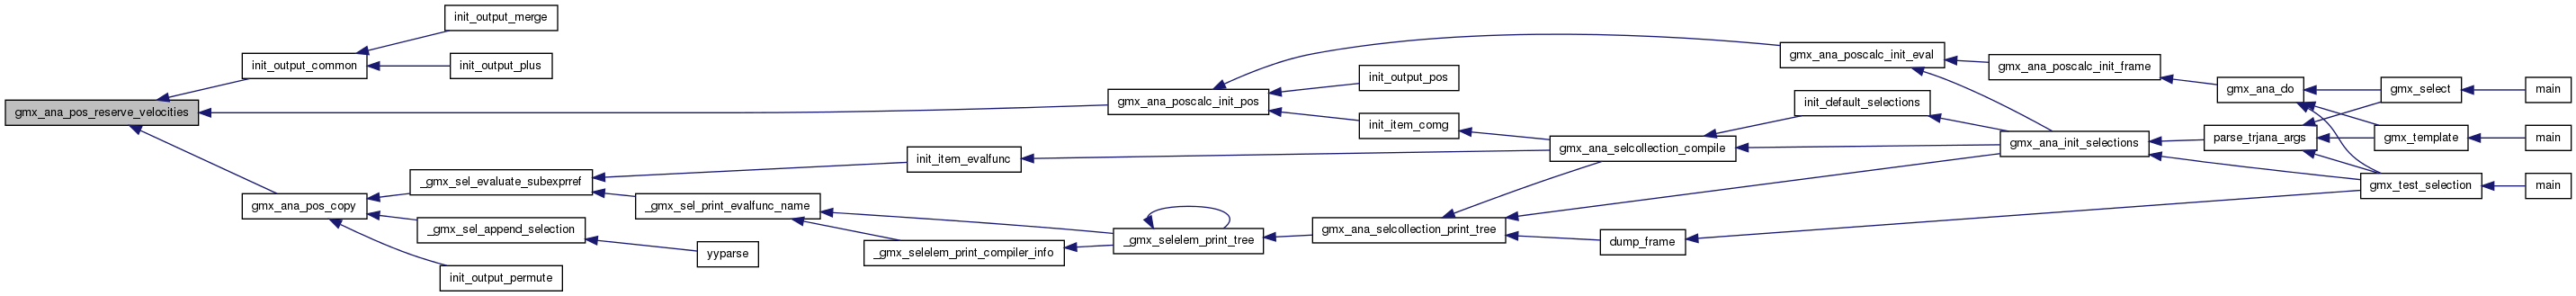 gmx_ana_pos_reserve_velocities
init_output_common
init_output_merge
init_output_plus
gmx_ana_pos_copy
_gmx_sel_evaluate_subexprref
_gmx_sel_append_selection
init_output_permute
init_item_evalfunc
_gmx_sel_print_evalfunc_name
yyparse
_gmx_selelem_print_compiler_info
gmx_ana_poscalc_init_pos
_gmx_selelem_print_tree
init_output_pos
init_item_comg
gmx_ana_selcollection_print_tree
gmx_ana_selcollection_compile
dump_frame
gmx_ana_poscalc_init_eval
init_default_selections
gmx_ana_poscalc_init_frame
gmx_ana_init_selections
gmx_ana_do
parse_trjana_args
gmx_select
gmx_template
gmx_test_selection
main
main
main